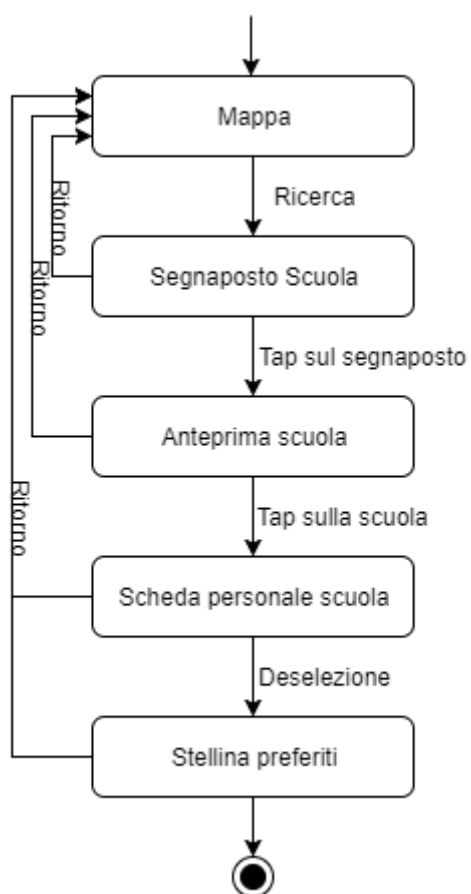 Mappa
Ricerca
Ritorno
Segnaposto Scuola
Ritorno
Tap sul segnaposto
Anteprima scuola
Ritorno
Tap sulla scuola
Scheda personale scuola
Deselezione
Stellina preferiti